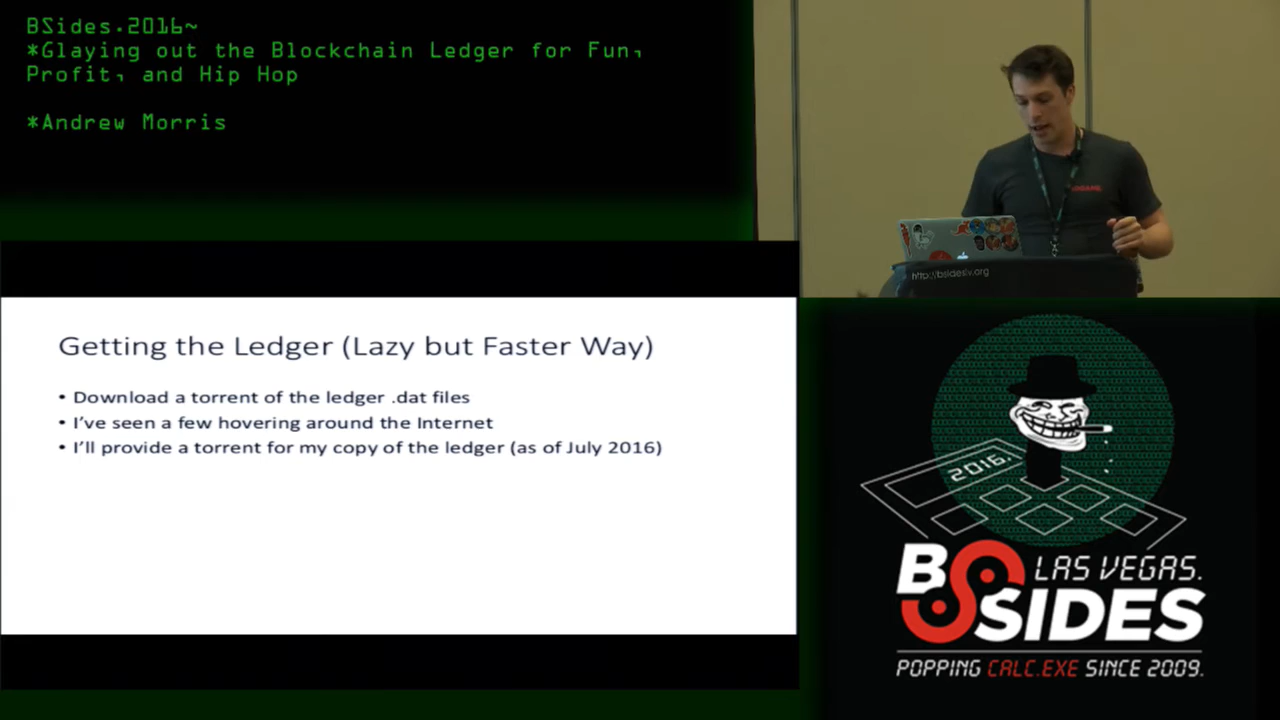 BSides.2016~
*Glaying out the Blockchain Ledger for Fun,
Profit, and Hip Hop
*Andrew Morris
http://bsideslv.org
Getting the Ledger (Lazy but Faster Way)
• Download a torrent of the ledger .dat files
• I've seen a few hovering around the Internet
• I'll provide a torrent for my copy of the ledger (as of July 2016)
2016.
BSIDES
LAS VEGAS.
POPPING CALC.EXE SINCE 2009.